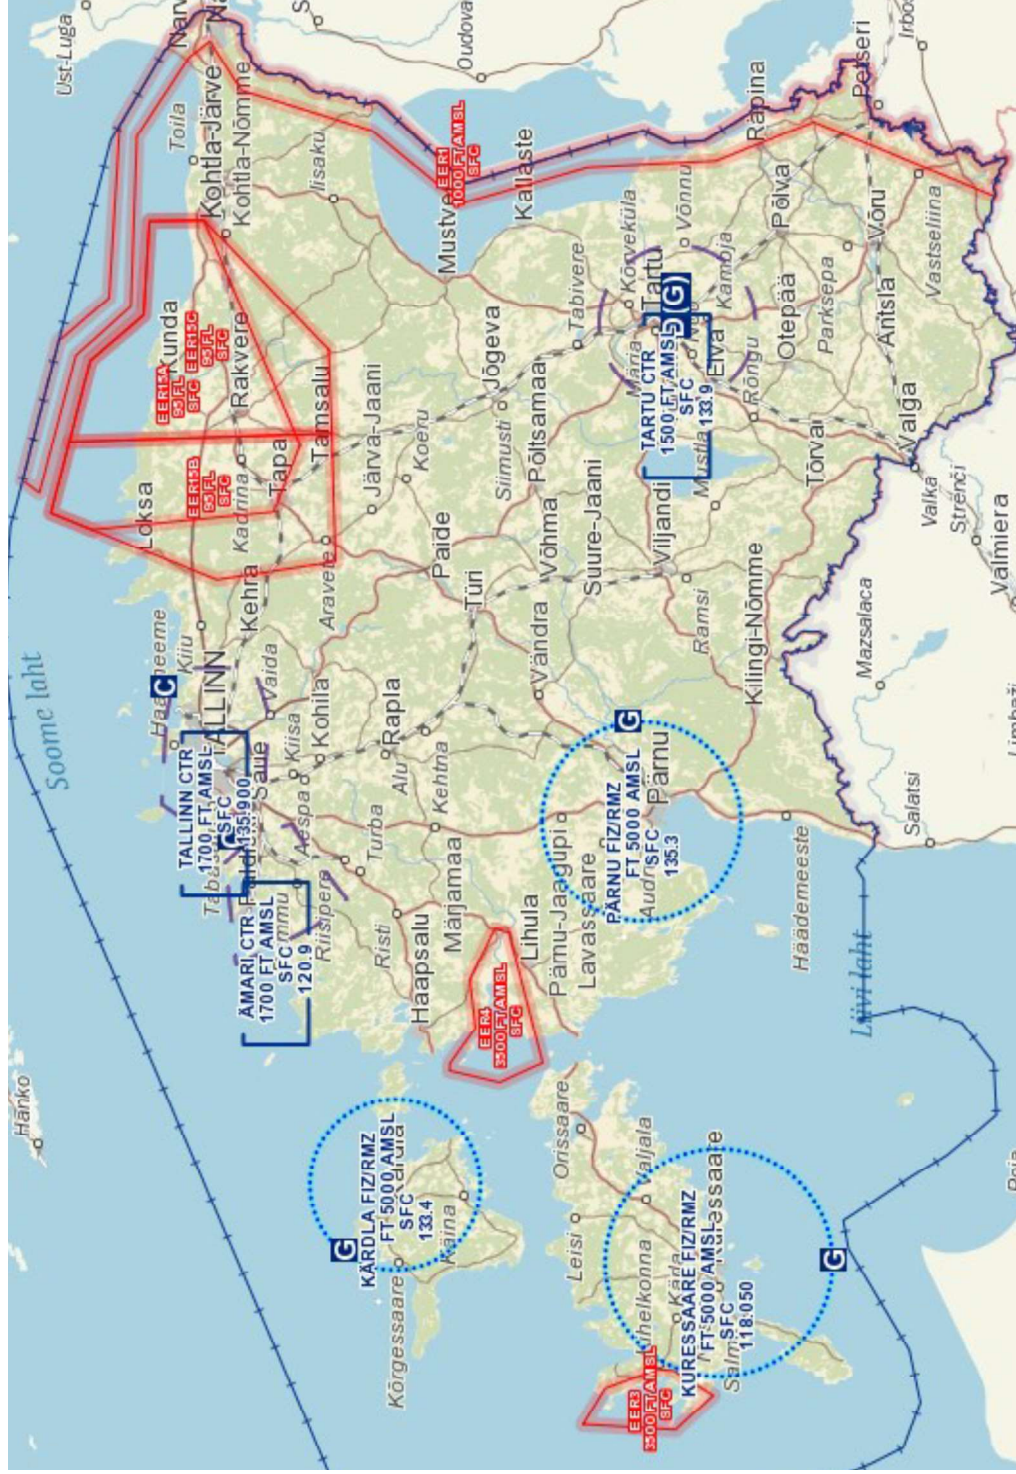 Hanko
Soome laht
Ust-Luga
Narv
Na
S
Oudova
Toila
Kohtla-Järve
Kohtla-Nõmme
Iisaku
EER1
1000 FT AMSL
SFC
Mustve
Kallaste
Kunda
EER15A
95 FL
SFC
EER15C
95 FL
SFC
EER15B
95 FL
SFC
Rakvere
Kadrina
Tapa
Tamsalu
Loksa
Kiiu
Kehra
Aravete
Järva-Jaani
Koeru
Jõgeva
Siimusti
Põltsamaa
Paide
Türi
Võhma
Suure-Jaani
Vändra
C
TALLINN
TALLINN CTR
1700 FT AMSL
SFC
135.900
Saue
Vaida
Kiisa
Kohila
Aespa
Rapla
Alu
Kehtna
Turba
Riisipere
Risti
Märjamaa
Haapsalu
ÄMARI CTR
1700 FT AMSL
SFC
120.9
EER4
3500 FT AMSL
SFC
Lihula
Pärnu-Jaagupi
Lavassaare
PÄRNU FIZ/RMZ
FT 5000 AMSL
SFC
135.3
G
Audru
Pärnu
Häädemeeste
Kilingi-Nõmme
Viljandi
Ramsi
Mustla
Tabivere
Kõrveküla
Märja
Tartu
Võnnu
Kambja
TARTU CTR
1500 FT AMSL
SFC
133.9
D (G)
Elva
Rõngu
Otepää
Parksepa
Põlva
Räpina
Petseri
Irbos
Võru
Vastseliina
Antsla
Tõrva
Valga
Valka
Strenči
Valmiera
Mazsalaca
Salatsi
Limbaži
Liivi laht
G
KÄRDLA FIZ/RMZ
FT 5000 AMSL
SFC
133.4
Käina
Kõrgessaare
Orissaare
Leisi
Valjala
KURESSAARE FIZ/RMZ
FT 5000 AMSL
SFC
118.050
G
Kuressaare
Kärla
EER3
3500 FT AMSL
SFC